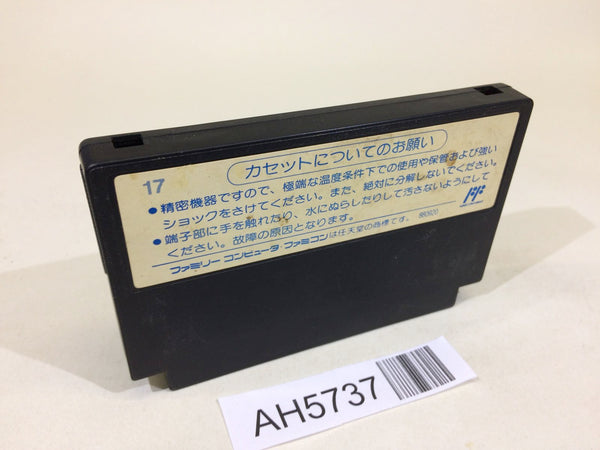 17
カセットについてのお願い
●精密機器ですので、極端な温度条件下での使用や保管および強い
ショックをさけてください。また、絶対に分解しないでください。
●端子部に手を触れたり、水にぬらしたりして汚さないようにして
ください。故障の原因となります。
ファミリーコンピュータ・ファミコンは任天堂の商標です。
AH5737